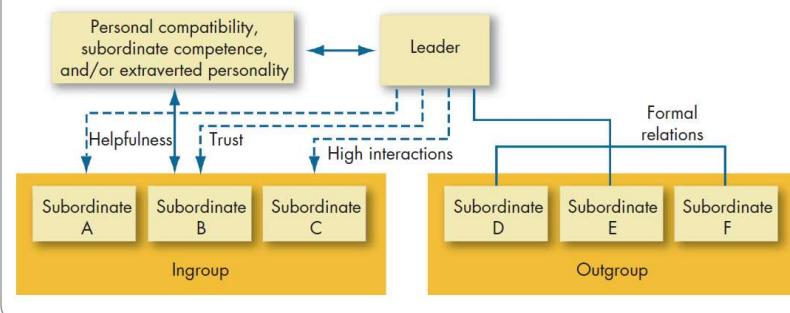 Personal compatibility,
subordinate competence,
and/or extraverted personality
Leader
Helpfulness
Trust
High interactions
Formal
relations
Subordinate
A
Subordinate
B
Subordinate
C
Ingroup
Subordinate
D
Subordinate
E
Subordinate
F
Outgroup